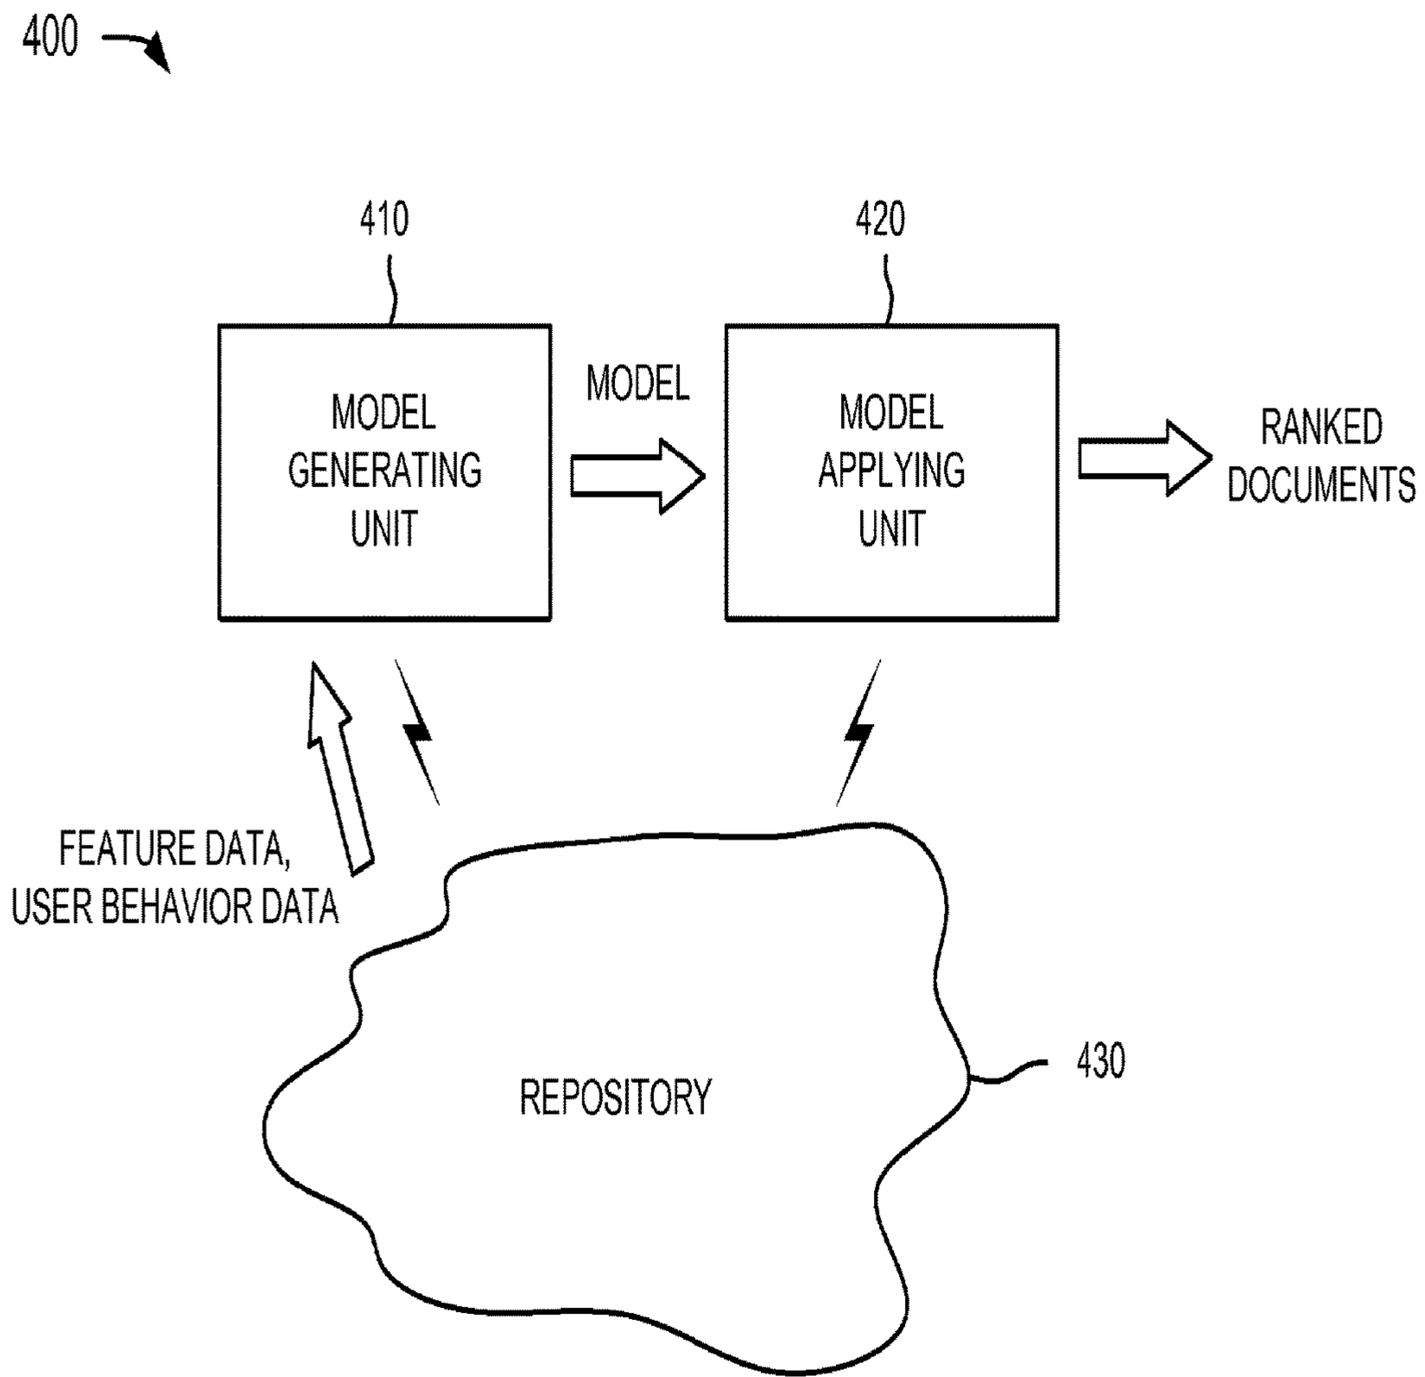 400
410
420
MODEL
GENERATING
UNIT
MODEL
MODEL
APPLYING
UNIT
RANKED
DOCUMENTS
FEATURE DATA,
USER BEHAVIOR DATA
REPOSITORY
430